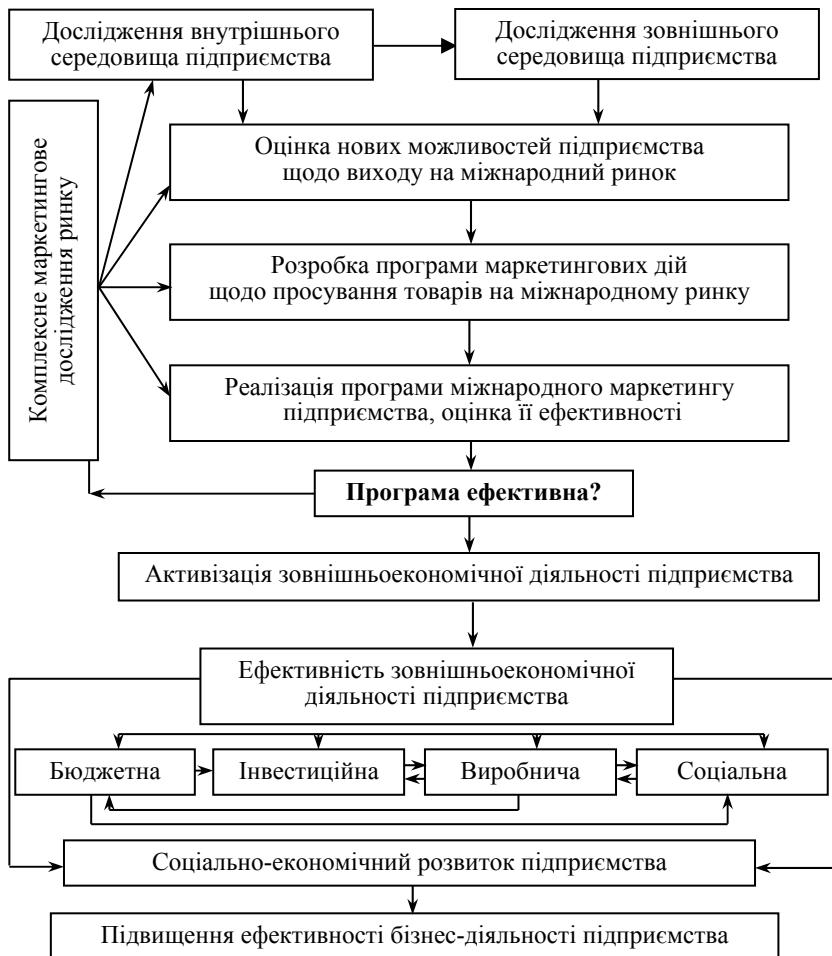 Дослідження внутрішнього
середовища підприємства
Дослідження зовнішнього
середовища підприємства
Комплексне маркетингове
дослідження ринку
Оцінка нових можливостей підприємства
щодо виходу на міжнародний ринок
Розробка програми маркетингових дій
щодо просування товарів на міжнародному ринку
Реалізація програми міжнародного маркетингу
підприємства, оцінка її ефективності
Програма ефективна?
Активізація зовнішньоекономічної діяльності підприємства
Ефективність зовнішньоекономічної
діяльності підприємства
Бюджетна
Інвестиційна
Виробнича
Соціальна
Соціально-економічний розвиток підприємства
Підвищення ефективності бізнес-діяльності підприємства